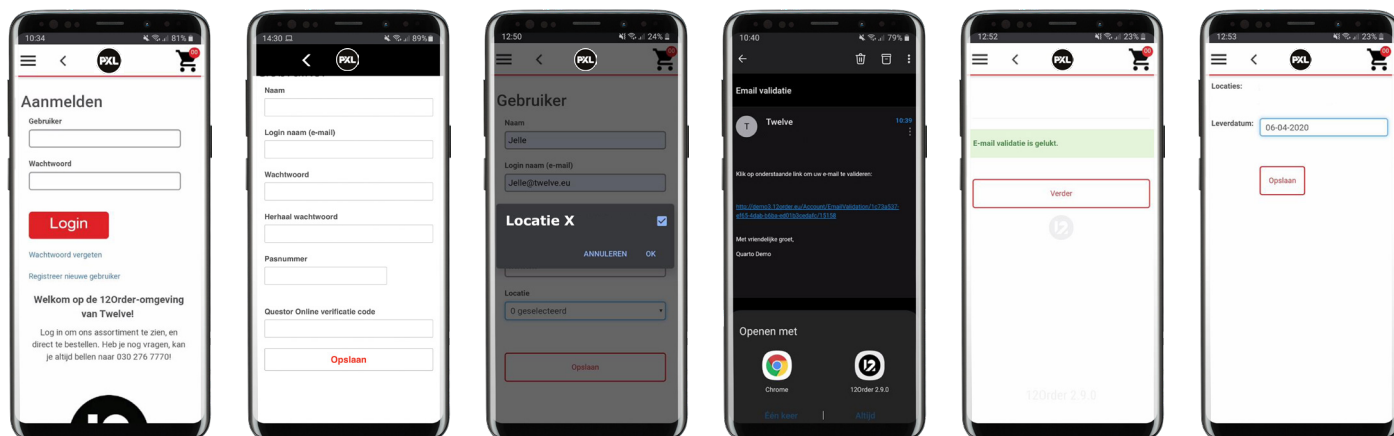 10:34
81%
PXL
00
Aanmelden
Gebruiker
Wachtwoord
Login
Wachtwoord vergeten
Registreer nieuwe gebruiker
Welkom op de 12Order-omgeving
van Twelve!
Log in om ons assortiment te zien, en
direct te bestellen. Heb je nog vragen, kan
je altijd bellen naar 030 276 7770!
14:30
89%
PXL
Naam
Login naam (e-mail)
Wachtwoord
Herhaal wachtwoord
Pasnummer
Questor Online verificatie code
Opslaan
12:50
24%
PXL
00
Gebruiker
Naam
Jelle
Login naam (e-mail)
Jelle@twelve.eu
Locatie X
ANNULEREN OK
Locatie
0 geselecteerd
Opslaan
10:40
79%
Email validatie
T
Twelve
10:39
Klik op onderstaande link om uw e-mail te valideren:
Met vriendelijke groet,
Quarto Demo
Openen met
Chrome
12
12Order 2.9.0
Één keer
Altijd
12:52
23%
PXL
00
E-mail validatie is gelukt.
Verder
12
12Order 2.9.0
12:53
23%
PXL
00
Locaties:
Leverdatum:
06-04-2020
Opslaan